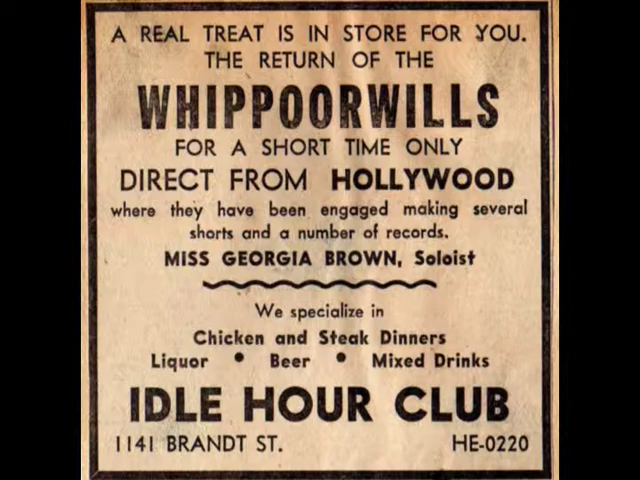 A REAL TREAT IS IN STORE FOR YOU.
THE RETURN OF THE
WHIPPOORWILLS
FOR A SHORT TIME ONLY
DIRECT FROM HOLLYWOOD
where they have been engaged making several
shorts and a number of records.
MISS GEORGIA BROWN, Soloist
We specialize in
Chicken and Steak Dinners
Liquor • Beer • Mixed Drinks
IDLE HOUR CLUB
1141 BRANDT ST. HE-0220